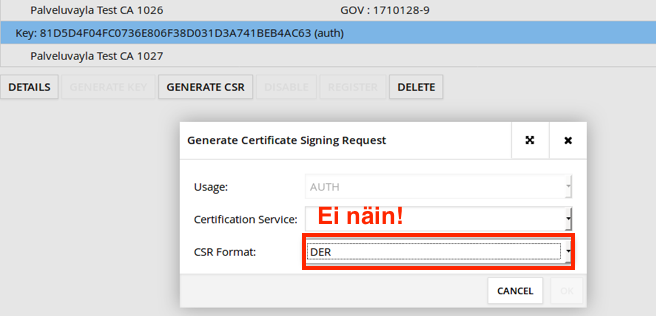 Palveluvayla Test CA 1026 GOV : 1710128-9
Key: 81D5D4F04FC0736E806F38D031D3A741BEB4AC63 (auth)
Palveluvayla Test CA 1027
DETAILS GENERATE KEY GENERATE CSR DISABLE REGISTER DELETE
Generate Certificate Signing Request
Usage: AUTH
Certification Service: Ei näin!
CSR Format: DER
CANCEL OK